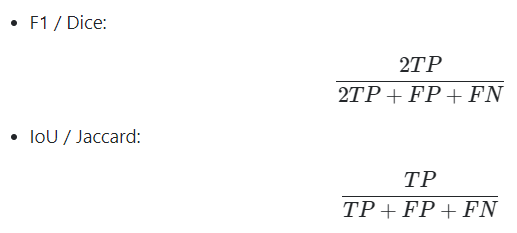 • F1 / Dice:
2TP
2TP + FP + FN
• IoU / Jaccard:
TP
TP + FP + FN